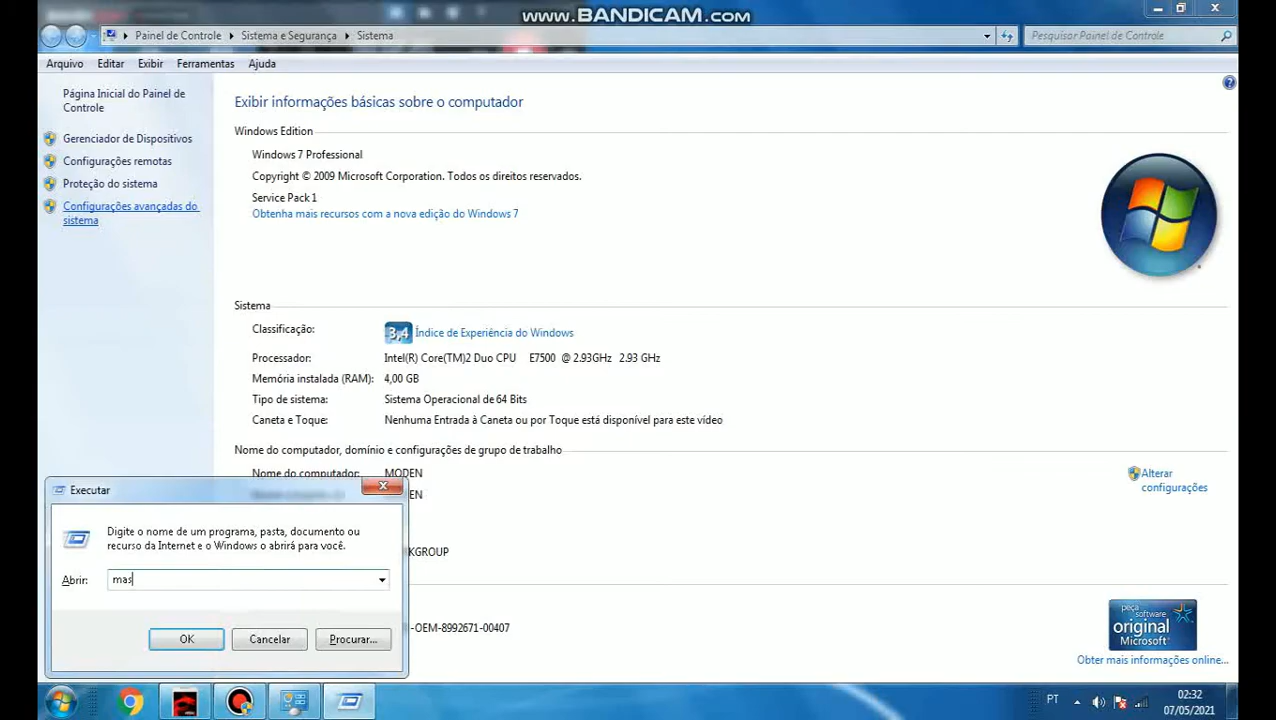 www.BANDICAM.com
Painel de Controle
Sistema e Segurança
Sistema
Pesquisar Painel de Controle
Arquivo
Editar
Exibir
Ferramentas
Ajuda
Página Inicial do Painel de
Controle
Gerenciador de Dispositivos
Configurações remotas
Proteção do sistema
Configurações avançadas do
sistema
Exibir informações básicas sobre o computador
Windows Edition
Windows 7 Professional
Copyright © 2009 Microsoft Corporation. Todos os direitos reservados.
Service Pack 1
Obtenha mais recursos com a nova edição do Windows 7
Sistema
Classificação:
3,4
Índice de Experiência do Windows
Processador:
Intel(R) Core(TM)2 Duo CPU E7500 @ 2.93GHz 2.93 GHz
Memória instalada (RAM):
4,00 GB
Tipo de sistema:
Sistema Operacional de 64 Bits
Caneta e Toque:
Nenhuma Entrada à Caneta ou por Toque está disponível para este vídeo
Nome do computador, domínio e configurações de grupo de trabalho
Nome do computador:
MODEN
Alterar
configurações
EN
KGROUP
-OEM-8992671-00407
peça
software
original
Microsoft®
Obter mais informações online...
Executar
Digite o nome de um programa, pasta, documento ou
recurso da Internet e o Windows o abrirá para você.
Abrir:
mas
OK
Cancelar
Procurar...
PT
02:32
07/05/2021